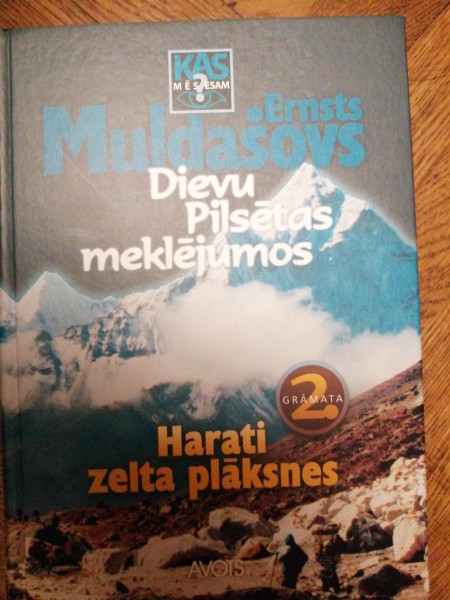 KAS
MĒS ESAM
?
Ernsts
Muldašovs
Dievu
Pilsētas
meklējumos
2.
GRĀMATA
Harati
zelta plāksnes
AVOTS